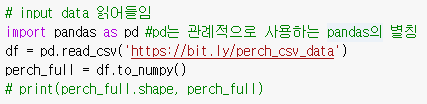 # input data 읽어들임
import pandas as pd #pd는 관례적으로 사용하는 pandas의 별칭
df = pd.read_csv('https://bit.ly/perch_csv_data')
perch_full = df.to_numpy()
# print(perch_full.shape, perch_full)